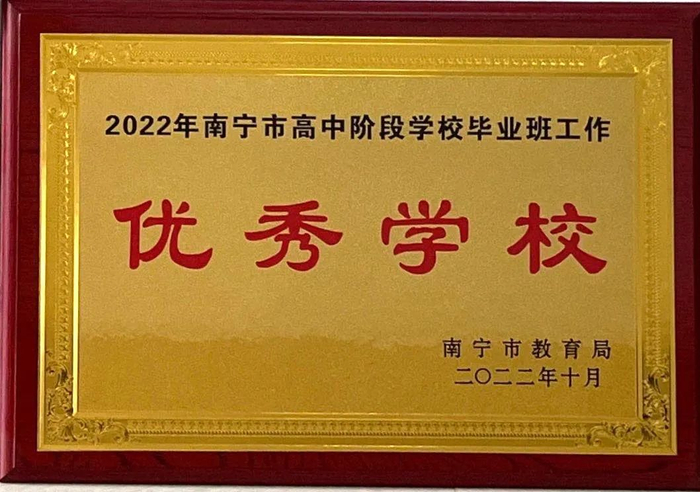 2022年南宁市高中阶段学校毕业班工作
优秀学校
南宁市教育局
二〇二二年十月